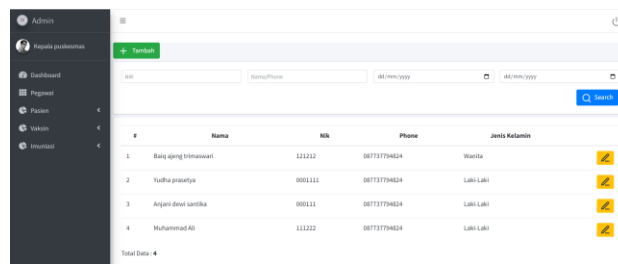 Admin
Kepala puskesmas
Dashboard
Pegawai
Pasien
Vaksin
Imunisasi
+ Tambah
NIK
Nama/Phone
dd/mm/yyyy
dd/mm/yyyy
Search
# Nama Nik Phone Jenis Kelamin
1 Baiq ajeng trimaswari 121212 087737794824 Wanita
2 Yudha prasetya 0001111 087737794824 Laki-Laki
3 Anjani dewi santika 000111 087737794824 Laki-Laki
4 Muhammad Ali 111222 087737794824 Laki-Laki
Total Data : 4